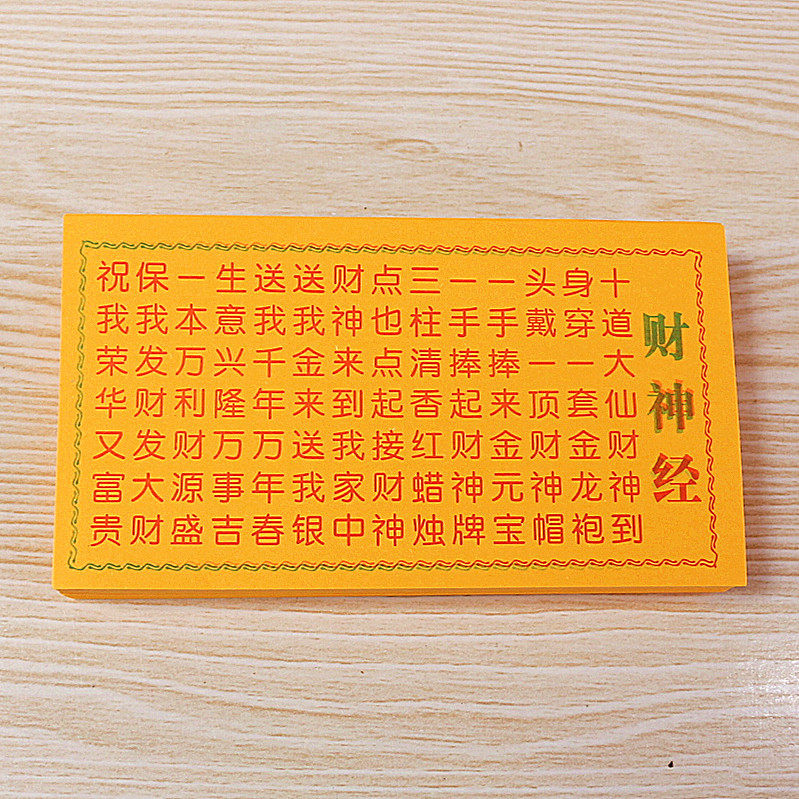 财神经
十道大仙财神到
身穿一套金龙袍
头戴一顶财神帽
一手捧来金元宝
一手捧起财神牌
三柱清香红蜡烛
点也点起接财神
财神来到我家中
送我金来送我银
送我千年万年春
生意兴隆万事吉
一本万利财源盛
保我发财发大财
祝我荣华又富贵